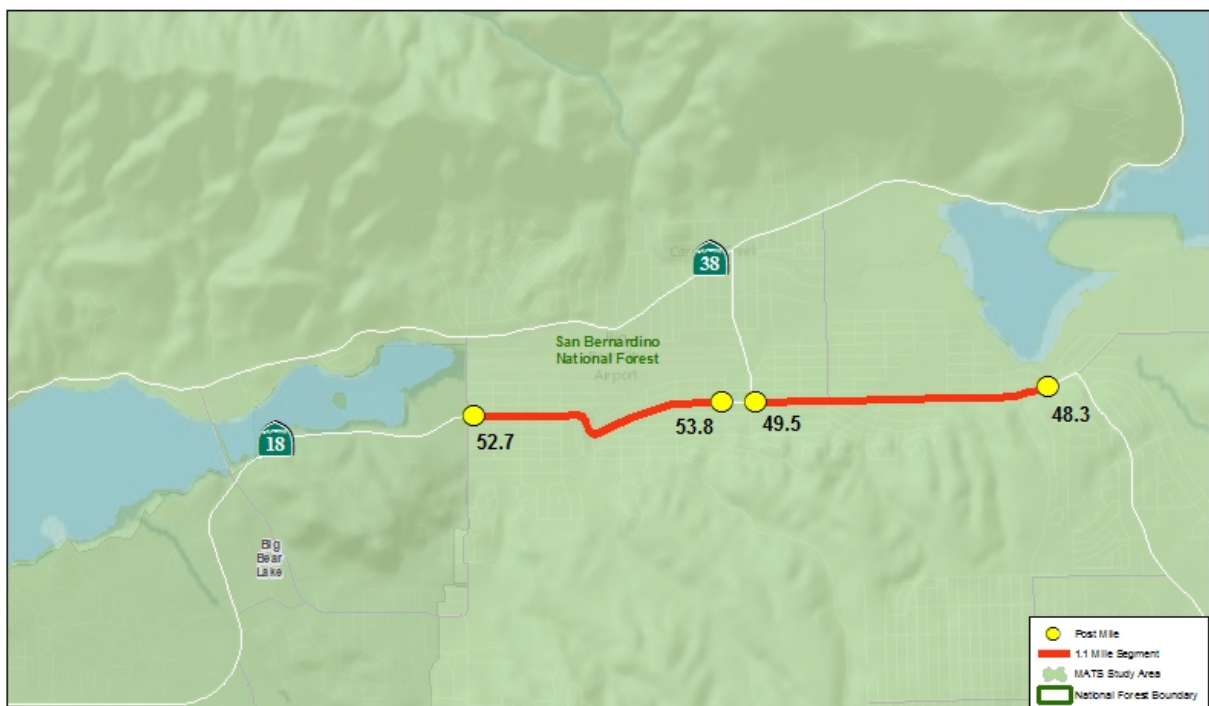 38
San Bernardino
National Forest
Airport
18
52.7
53.8
49.5
48.3
Big
Bear
Lake
Post Mile
1.1 Mile Segment
MATS Study Area
National Forest Boundary